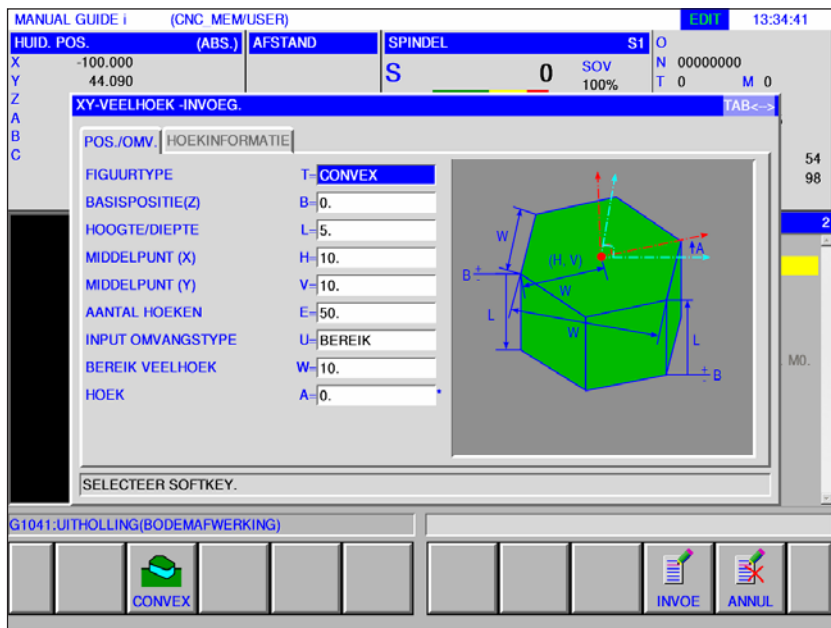 MANUAL GUIDE i (CNC_MEM/USER) EDIT 13:34:41
HUID. POS. (ABS.) AFSTAND SPINDEL S1 O
X -100.000 S 0 SOV N 00000000
Y 44.090 100% T 0 M 0
Z
A
B
C
XY-VEELHOEK -INVOEG. TAB<-->
POS./OMV. HOEKINFORMATIE
FIGUURTYPE T=CONVEX
BASISPOSITIE(Z) B=0.
HOOGTE/DIEPTE L=5.
MIDDELPUNT (X) H=10.
MIDDELPUNT (Y) V=10.
AANTAL HOEKEN E=50.
INPUT OMVANGSTYPE U=BEREIK
BEREIK VEELHOEK W=10.
HOEK A=0. °
W
(H, V)
A
B + -
W
L
W
L
+ - B
54
98
2
M0.
SELECTEER SOFTKEY.
G1041:UITHOLLING(BODEMAFWERKING)
CONVEX INVOE ANNUL